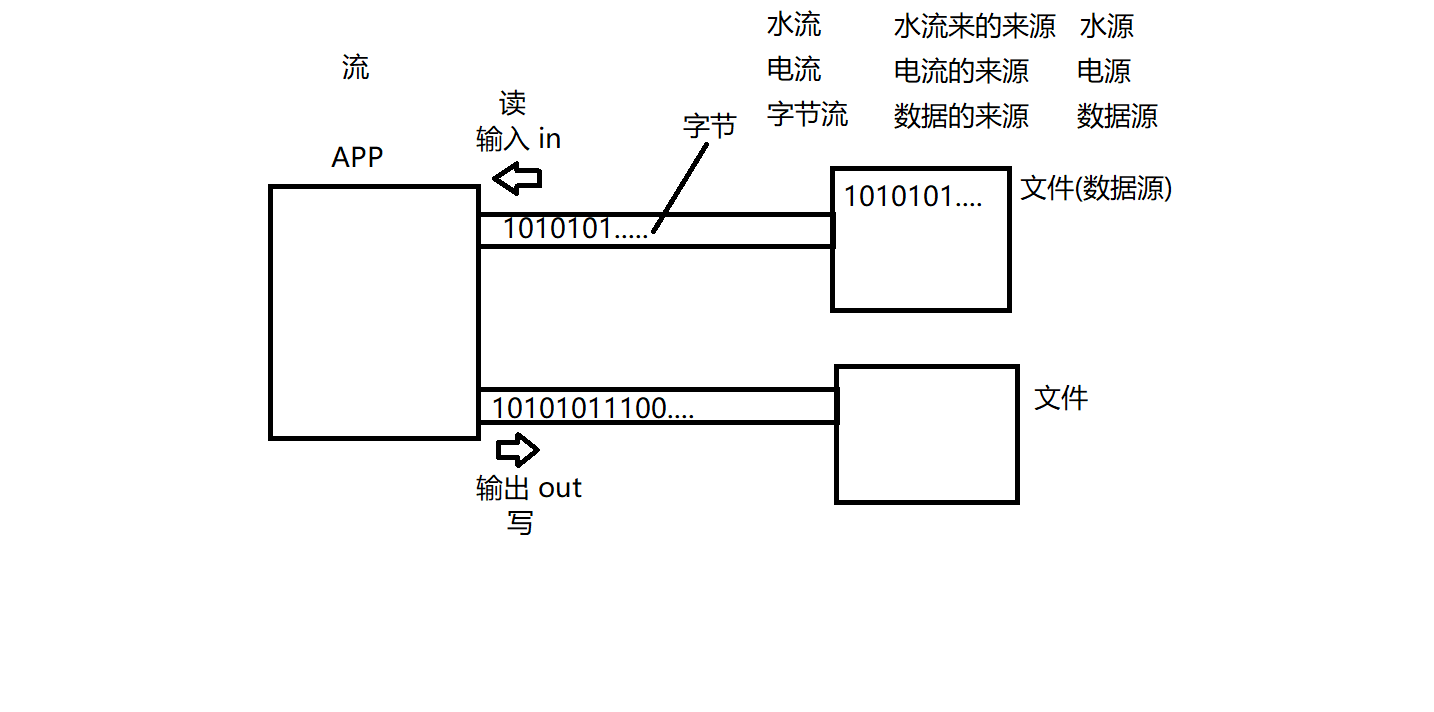 水流 水流来的来源 水源
流
电流 电流的来源 电源
读
字节流 数据的来源 数据源
字节
输入 in
APP
1010101....
文件(数据源)
1010101.....
文件
10101011100....
输出 out
写